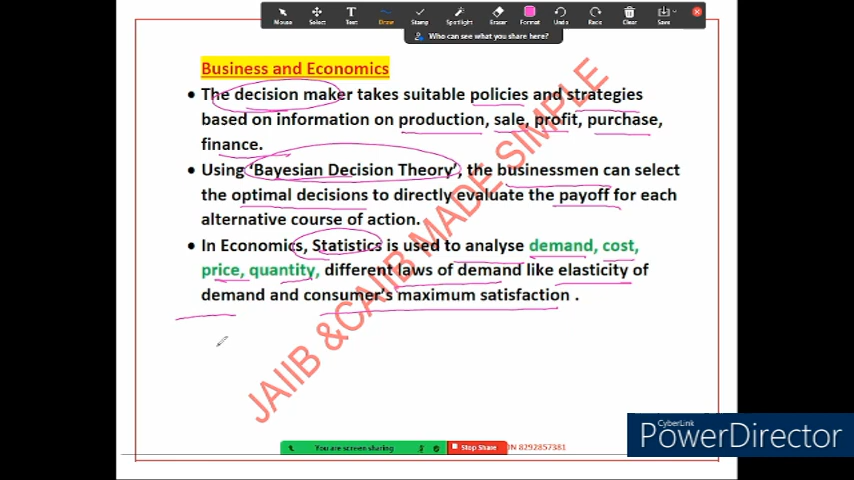 Mouse Select Text Draw Stamp Spotlight Eraser Format Undo Redo Clear Save
Who can see what you share here?
Business and Economics
• The decision maker takes suitable policies and strategies
based on information on production, sale, profit, purchase,
finance.
• Using ‘Bayesian Decision Theory’, the businessmen can select
the optimal decisions to directly evaluate the payoff for each
alternative course of action.
• In Economics, Statistics is used to analyse demand, cost,
price, quantity, different laws of demand like elasticity of
demand and consumer’s maximum satisfaction .
JAIIB &CAIIB MADE SIMPLE
CyberLink
PowerDirector
You are screen sharing Stop Share 8292857381